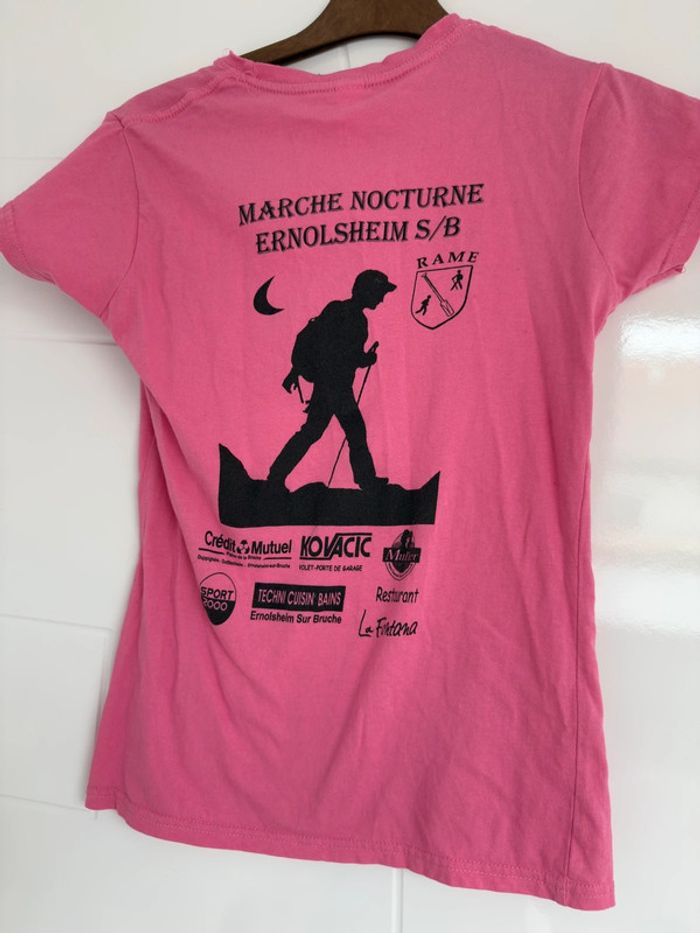 MARCHE NOCTURNE
ERNOLSHEIM S/B
RAME
Crédit Mutuel
KOVACIC
VOLET-PORTE DE GARAGE
Muller
SPORT
2000
TECHNI CUISIN' BAINS
Ernolsheim Sur Bruche
Resturant
La Fontana